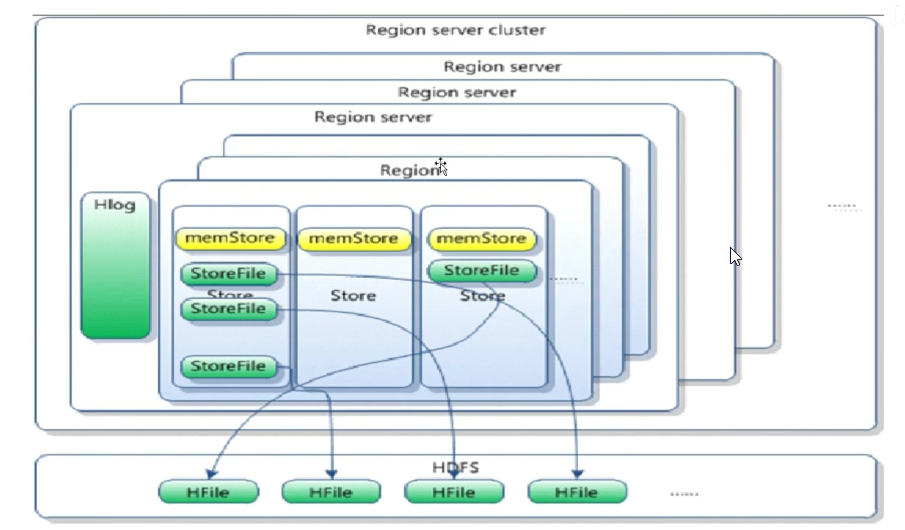 Region server cluster
Region server
Region server
Region server
Region
Hlog
memStore memStore memStore
StoreFile StoreFile
Store Store Store
StoreFile
......
StoreFile
......
HDFS
HFile HFile HFile HFile ......